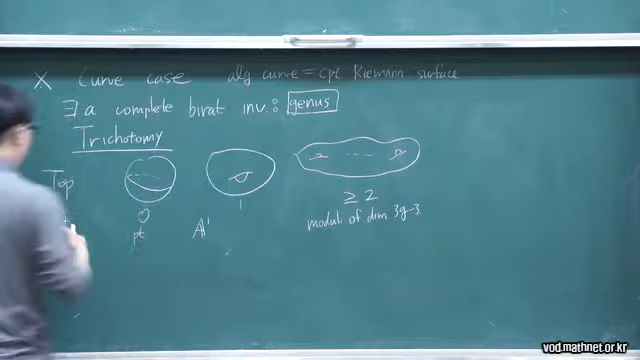 X Curve case alg curve = cpt Riemann surface
∃ a complete birat inv.: genus
Trichotomy
Top
0 1 ≥ 2
pt A¹ moduli of dim 3g-3
vod.mathnet.or.kr